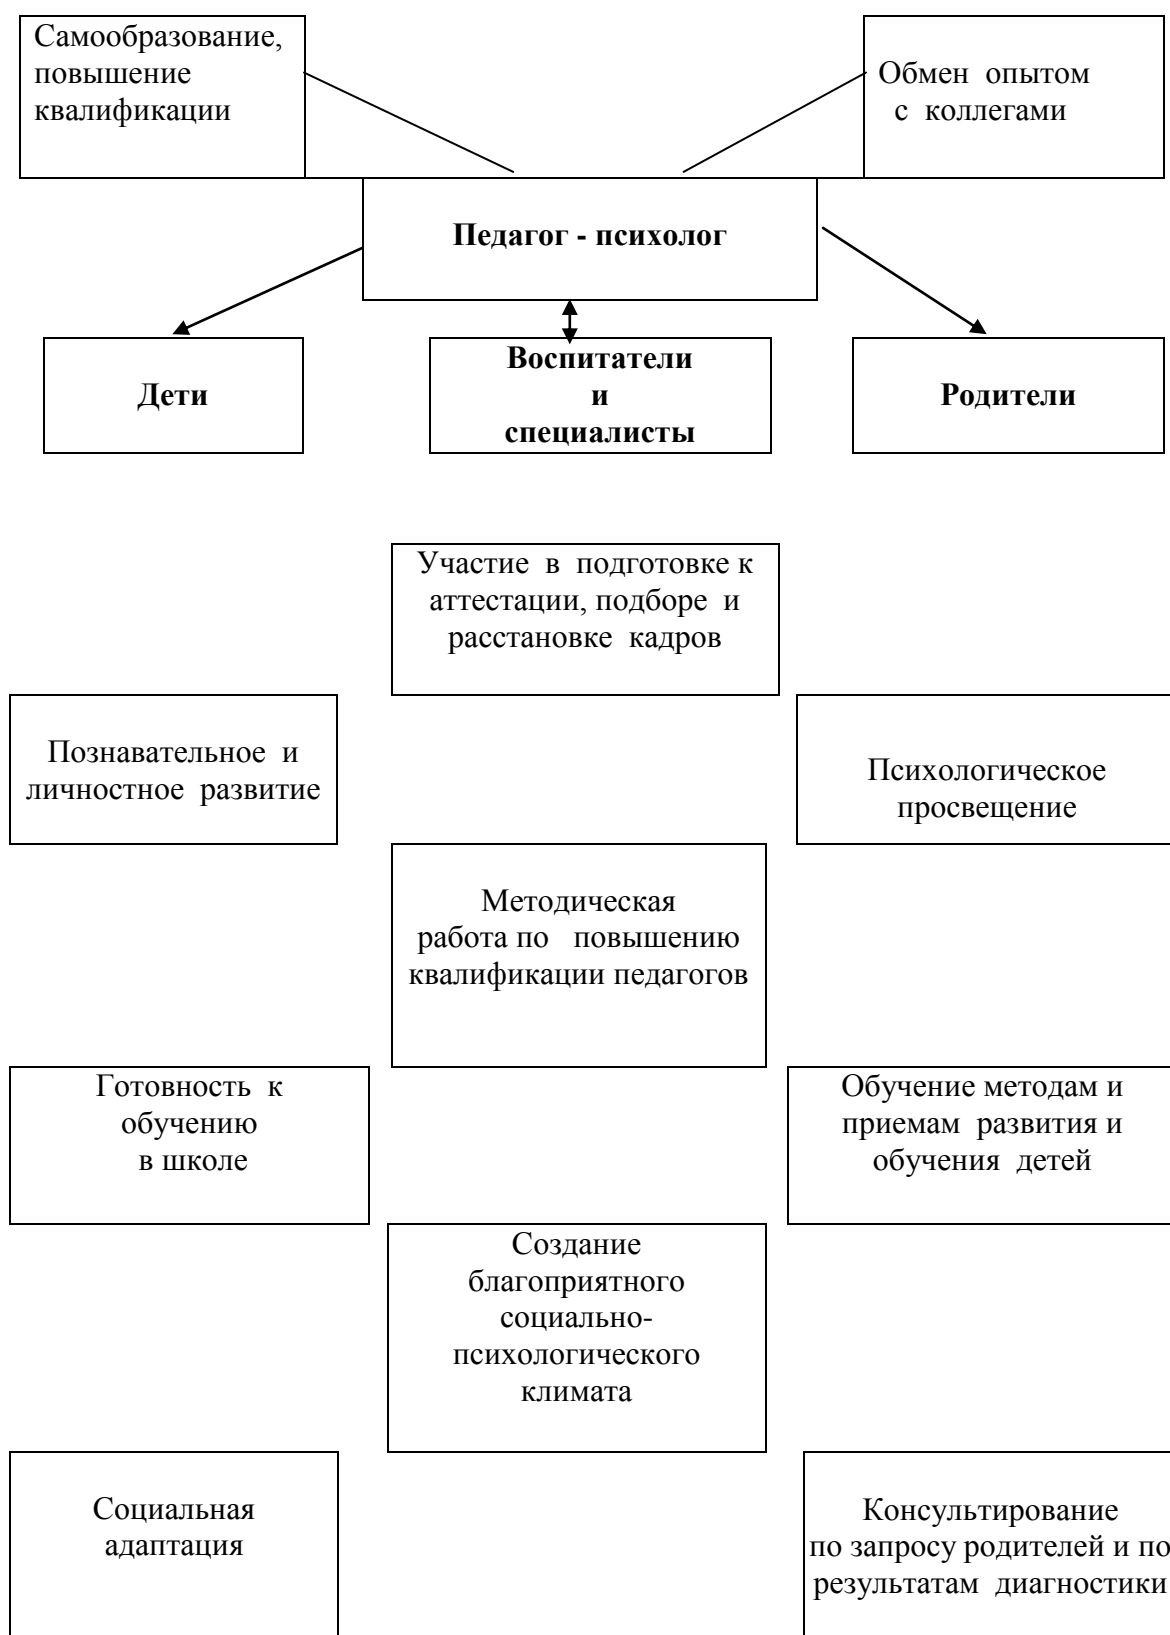 Самообразование,
повышение
квалификации
Обмен опытом
с коллегами
Педагог - психолог
Дети
Воспитатели
и
специалисты
Родители
Участие в подготовке к
аттестации, подборе и
расстановке кадров
Познавательное и
личностное развитие
Психологическое
просвещение
Методическая
работа по повышению
квалификации педагогов
Готовность к
обучению
в школе
Обучение методам и
приемам развития и
обучения детей
Создание
благоприятного
социально-
психологического
климата
Социальная
адаптация
Консультирование
по запросу родителей и по
результатам диагностики